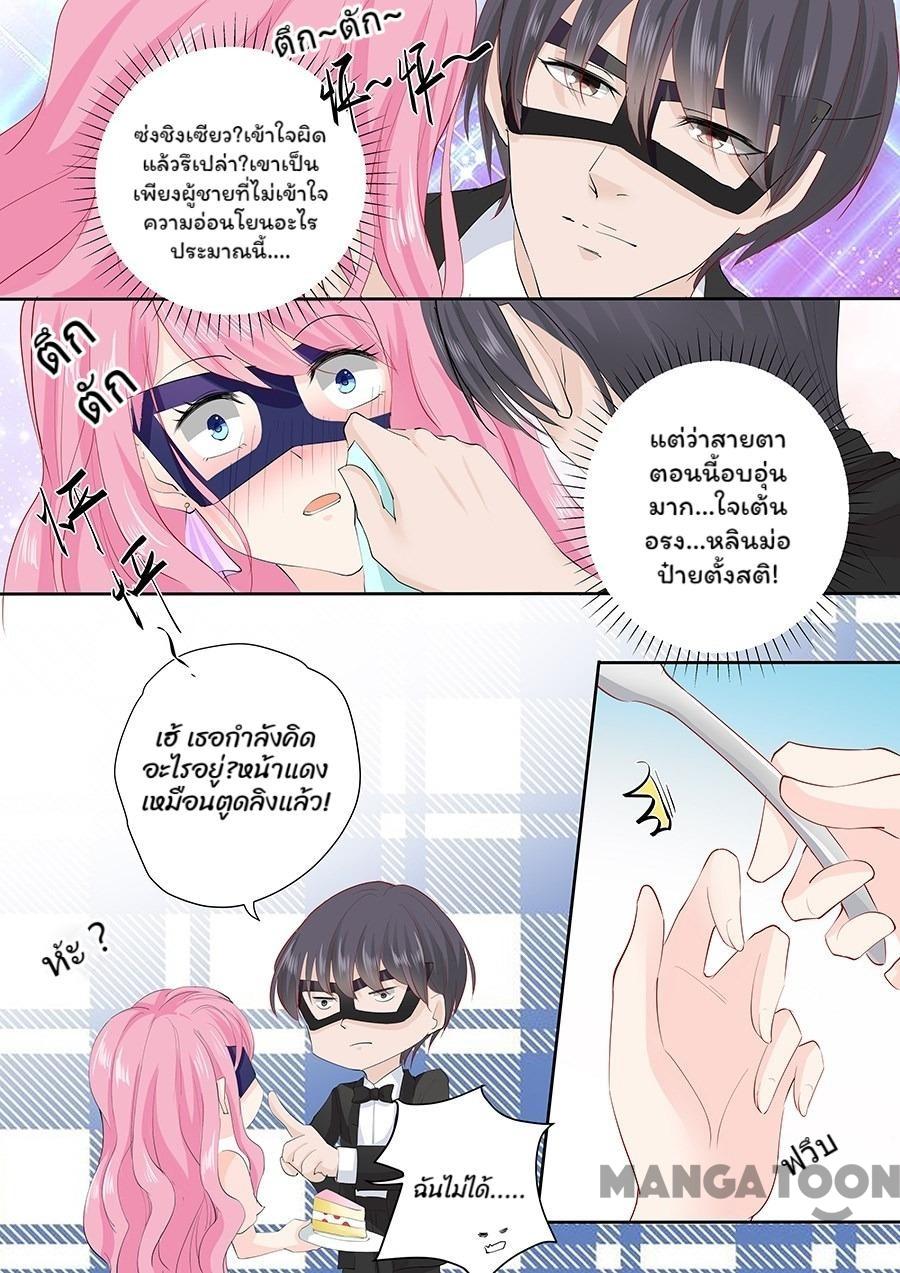 ตึก~ตัก~
怦~怦~
ซ่งชิงเซียว?เข้าใจผิด
แล้วรึเปล่า?เขาเป็น
เพียงผู้ชายที่ไม่เข้าใจ
ความอ่อนโยนอะไร
ประมาณนี้....
ตึก
ตัก
怦
怦
แต่ว่าสายตา
ตอนนี้อบอุ่น
มาก...ใจเต้น
อรง...หลินม่อ
ป๋ายตั้งสติ!
เฮ้ เธอกำลังคิด
อะไรอยู่?หน้าแดง
เหมือนตูดลิงแล้ว!
ห้ะ ?
ฉันไม่ได้.....
ฟรึบ
MANGATOON